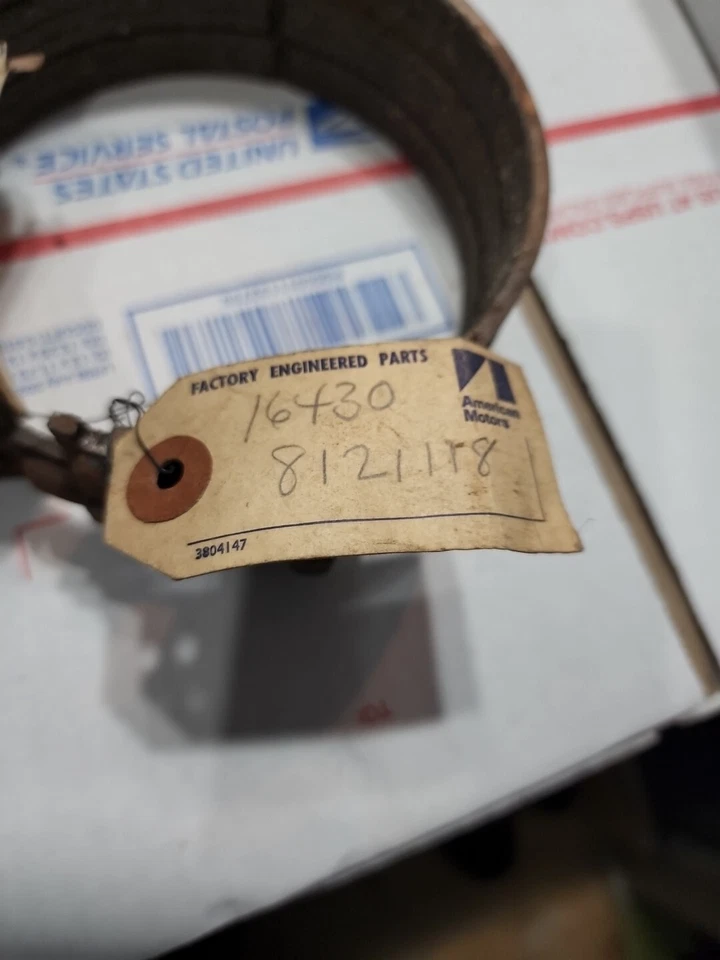 UNITED STATES
POSTAL SERVICE
FACTORY ENGINEERED PARTS
American
Motors
16430
8121118
3804147